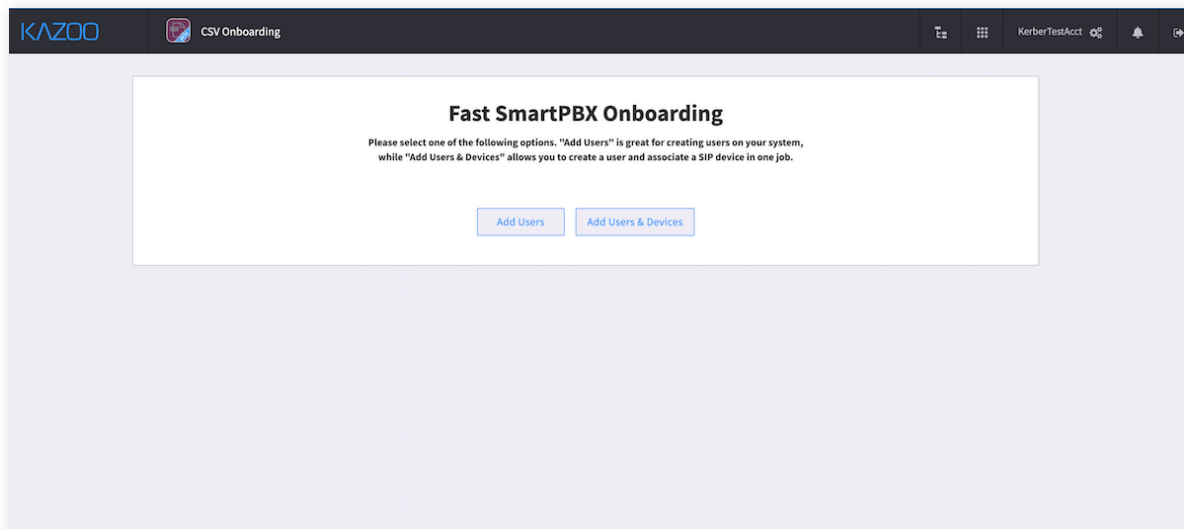 KAZOO
CSV Onboarding
KerberTestAcct
Fast SmartPBX Onboarding
Please select one of the following options. "Add Users" is great for creating users on your system,
while "Add Users & Devices" allows you to create a user and associate a SIP device in one job.
Add Users
Add Users & Devices